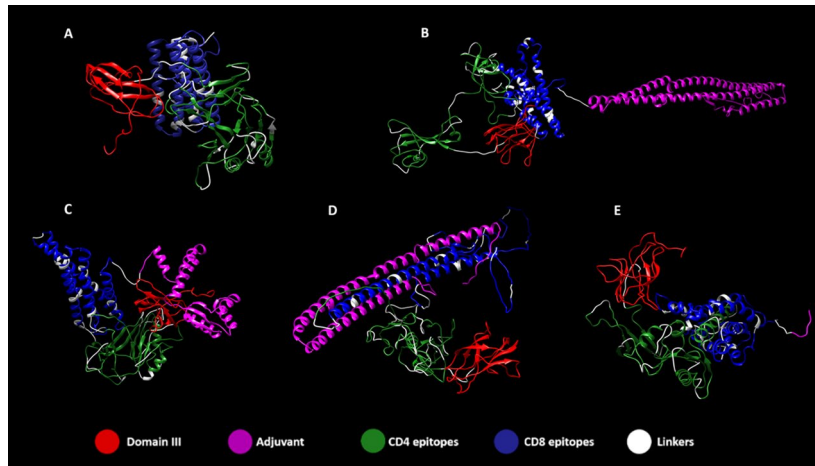 A
B
C
D
E
Domain III
Adjuvant
CD4 epitopes
CD8 epitopes
Linkers